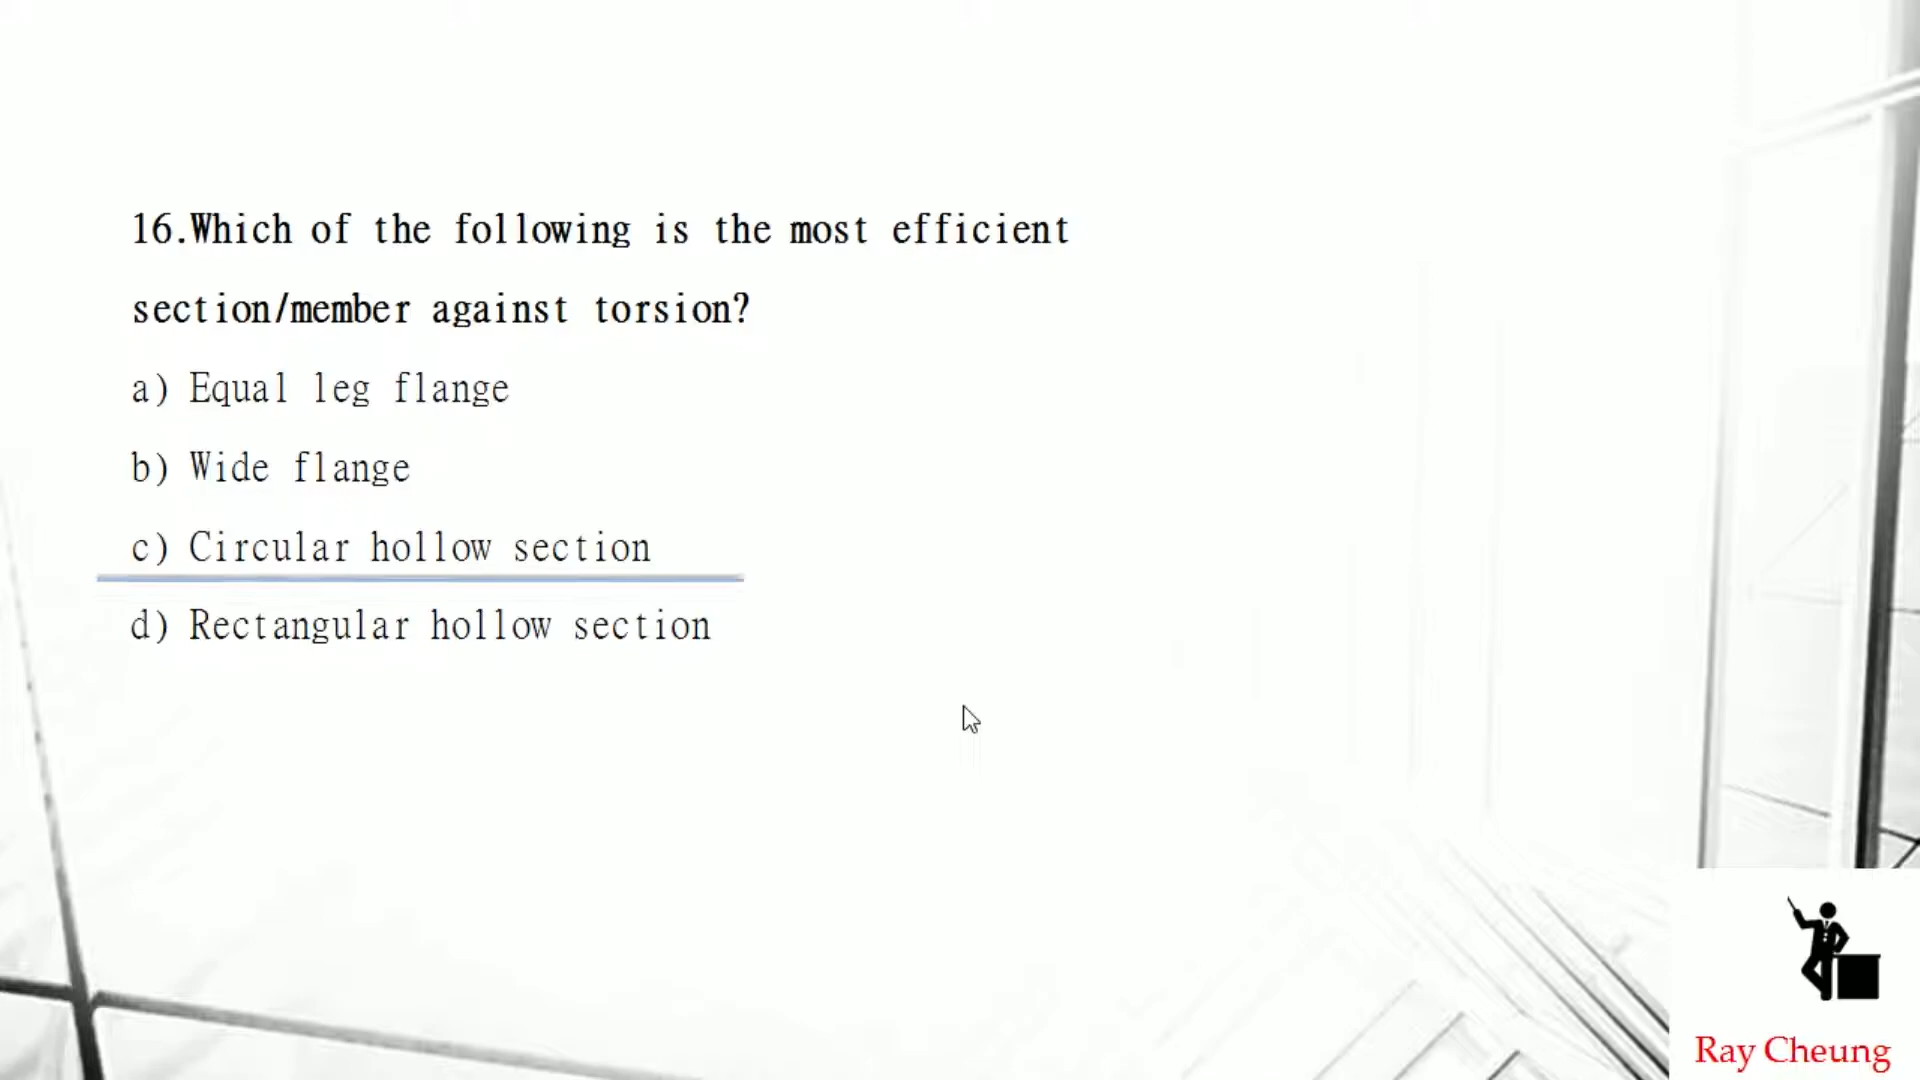 16.Which of the following is the most efficient
section/member against torsion?
a) Equal leg flange
b) Wide flange
c) Circular hollow section
d) Rectangular hollow section
Ray Cheung